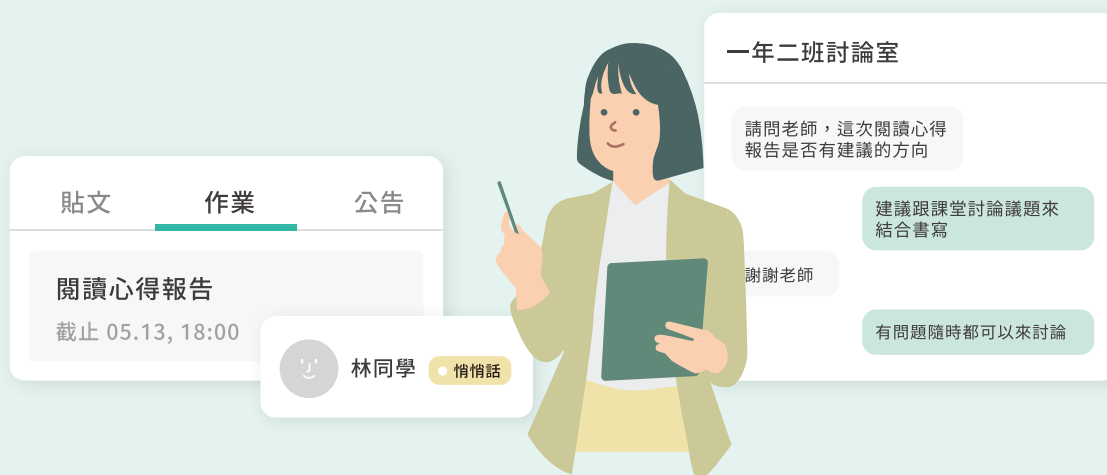 貼文
作業
公告
閱讀心得報告
截止 05.13, 18:00
林同學
悄悄話
一年二班討論室
請問老師，這次閱讀心得
報告是否有建議的方向
建議跟課堂討論議題來
結合書寫
謝謝老師
有問題隨時都可以來討論